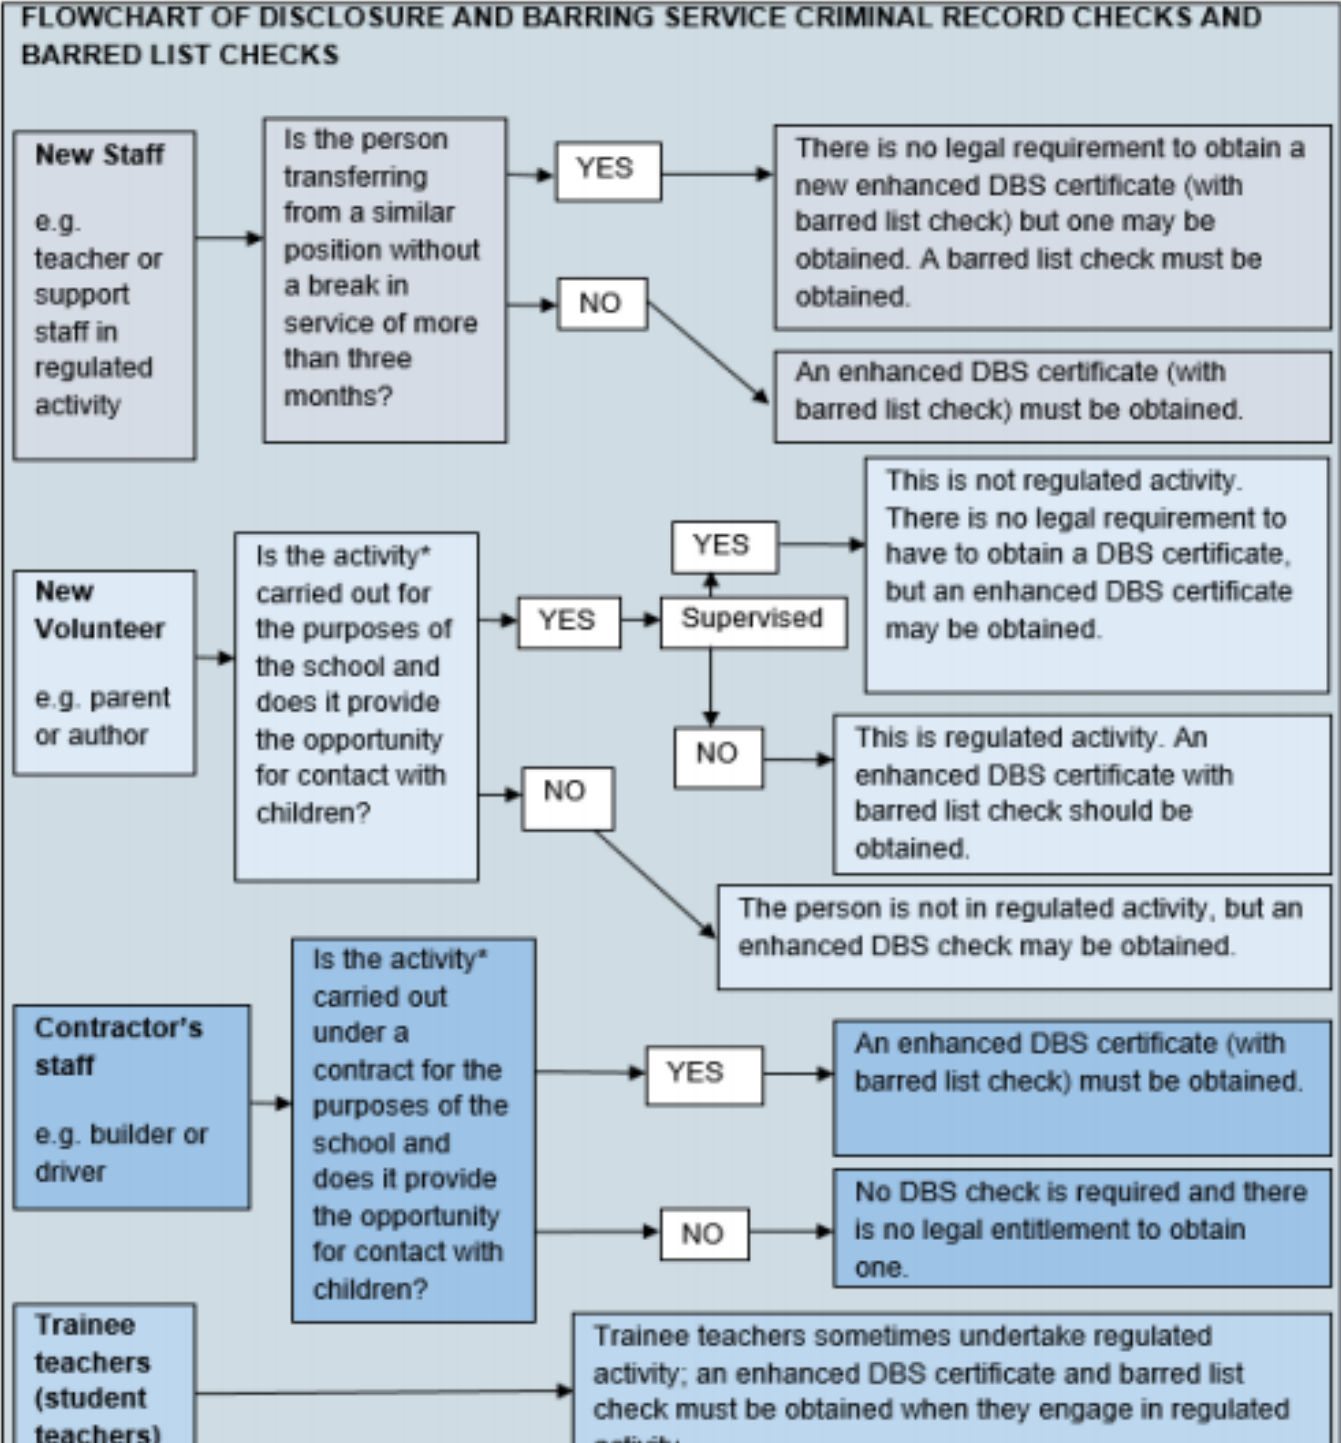 FLOWCHART OF DISCLOSURE AND BARRING SERVICE CRIMINAL RECORD CHECKS AND
BARRED LIST CHECKS
New Staff
e.g.
teacher or
support
staff in
regulated
activity
Is the person
transferring
from a similar
position without
a break in
service of more
than three
months?
YES
There is no legal requirement to obtain a
new enhanced DBS certificate (with
barred list check) but one may be
obtained. A barred list check must be
obtained.
NO
An enhanced DBS certificate (with
barred list check) must be obtained.
New
Volunteer
e.g. parent
or author
Is the activity*
carried out for
the purposes of
the school and
does it provide
the opportunity
for contact with
children?
YES
Supervised
YES
This is not regulated activity.
There is no legal requirement to
have to obtain a DBS certificate,
but an enhanced DBS certificate
may be obtained.
NO
This is regulated activity. An
enhanced DBS certificate with
barred list check should be
obtained.
NO
The person is not in regulated activity, but an
enhanced DBS check may be obtained.
Contractor's
staff
e.g. builder or
driver
Is the activity*
carried out
under a
contract for the
purposes of the
school and
does it provide
the opportunity
for contact with
children?
YES
An enhanced DBS certificate (with
barred list check) must be obtained.
NO
No DBS check is required and there
is no legal entitlement to obtain
one.
Trainee
teachers
(student
teachers)
Trainee teachers sometimes undertake regulated
activity; an enhanced DBS certificate and barred list
check must be obtained when they engage in regulated